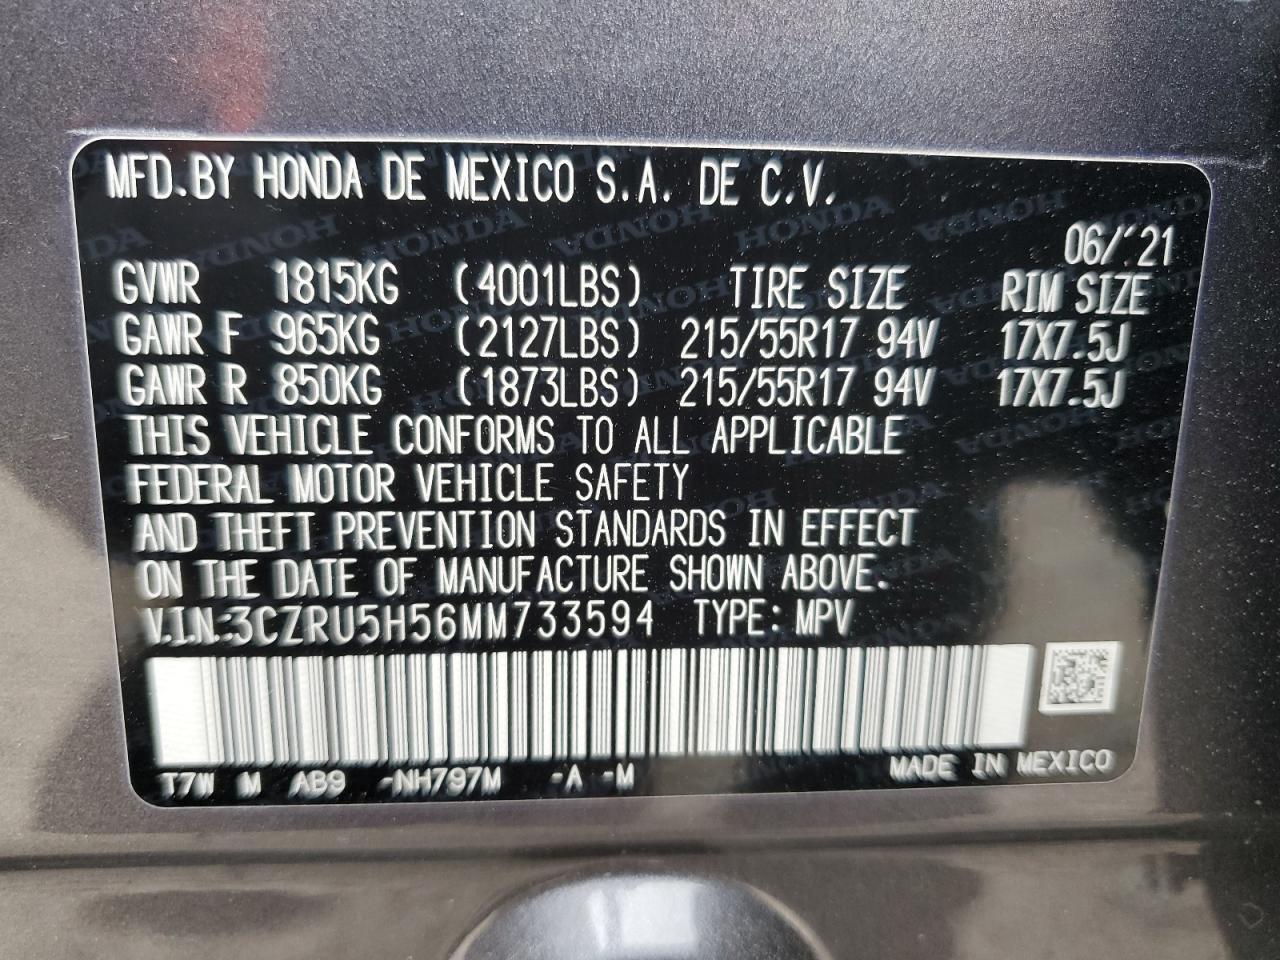 MFD. BY HONDA DE MEXICO S.A. DE C.V.
06/'21
GVWR 1815KG (4001LBS) TIRE SIZE RIM SIZE
GAWR F 965KG (2127LBS) 215/55R17 94V 17X7.5J
GAWR R 850KG (1873LBS) 215/55R17 94V 17X7.5J
THIS VEHICLE CONFORMS TO ALL APPLICABLE
FEDERAL MOTOR VEHICLE SAFETY
AND THEFT PREVENTION STANDARDS IN EFFECT
ON THE DATE OF MANUFACTURE SHOWN ABOVE.
V.I.N.:3CZRU5H56MM733594 TYPE: MPV
T7W M AB9 -NH797M -A -M MADE IN MEXICO